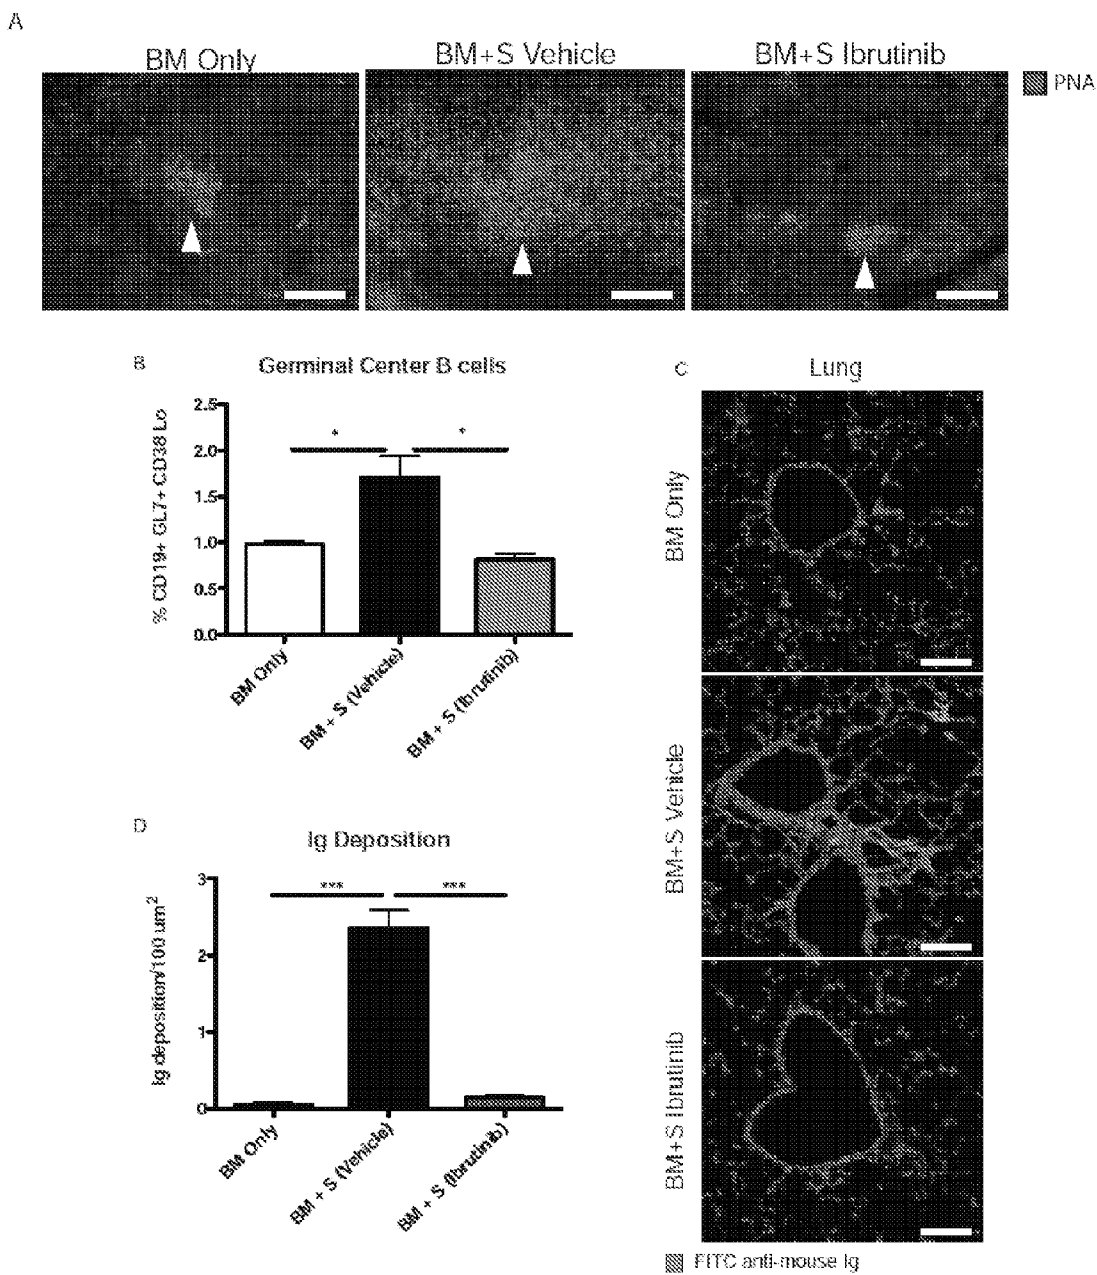 A
BM Only
BM+S Vehicle
BM+S Ibrutinib
PNA
B
Germinal Center B cells
% CD19+ GL7+ CD38 Lo
2.5
2.0
1.5
1.0
0.5
0.0
*
*
BM Only
BM + S (Vehicle)
BM + S (Ibrutinib)
C
Lung
BM Only
BM+S Vehicle
BM+S Ibrutinib
FITC anti-mouse Ig
D
Ig Deposition
Ig deposition/100 um²
3
2
1
0
***
***
BM Only
BM + S (Vehicle)
BM + S (Ibrutinib)